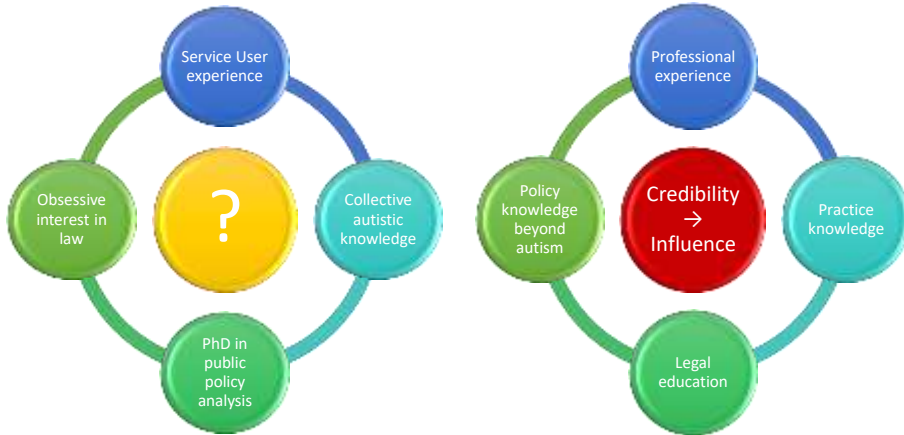 Service User
experience
Obsessive
interest in
law
?
Collective
autistic
knowledge
PhD in
public
policy
analysis
Professional
experience
Policy
knowledge
beyond
autism
Credibility
→
Influence
Practice
knowledge
Legal
education